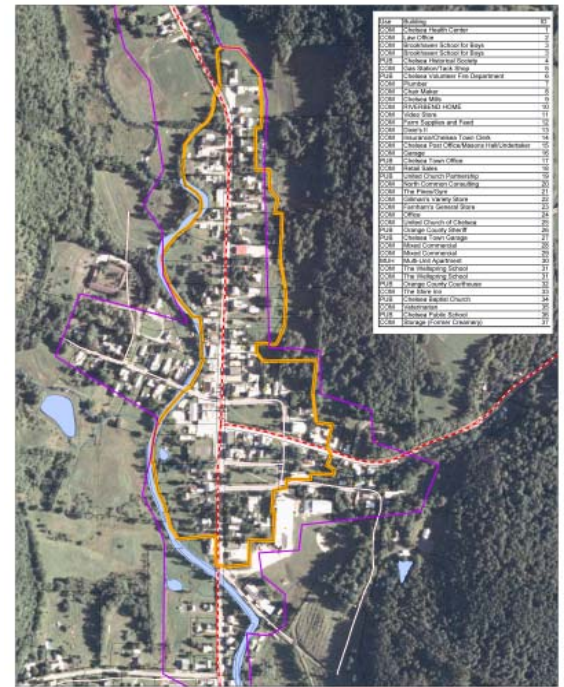 Use Building ID
COM Chelsea Health Center 1
COM Law Office 2
COM Brookhaven School for Boys 3
COM Brookhaven School for Boys 3
PUB Chelsea Historical Society 4
COM Gas Station/Tack Shop 5
PUB Chelsea Volunteer Fire Department 6
COM Plumber 7
COM Chair Maker 8
COM Chelsea Mills 9
COM RIVERBEND HOME 10
COM Video Store 11
COM Farm Supplies and Feed 12
COM 13
COM Insurance/Chelsea Town Clerk 14
COM Chelsea Post Office/Masons Hall/Undertaker 15
COM Garage 16
PUB Chelsea Town Office 17
COM Retail Sales 18
PUB United Church Partnership 19
COM North Common Consulting 20
COM The Pines/Gym 21
COM Gillman's Variety Store 22
COM Farnham's General Store 23
COM Office 24
COM United Church of Chelsea 25
PUB Orange County Sheriff 26
PUB Chelsea Town Garage 27
COM Mixed Commercial 28
COM Mixed Commercial 29
MUH Multi-Unit Apartment 30
COM The Wellspring School 31
COM The Wellspring School 31
PUB Orange County Courthouse 32
COM The Shire Inn 33
PUB Chelsea Baptist Church 34
COM Veterinarian 35
PUB Chelsea Public School 36
COM Storage (Former Creamery) 37